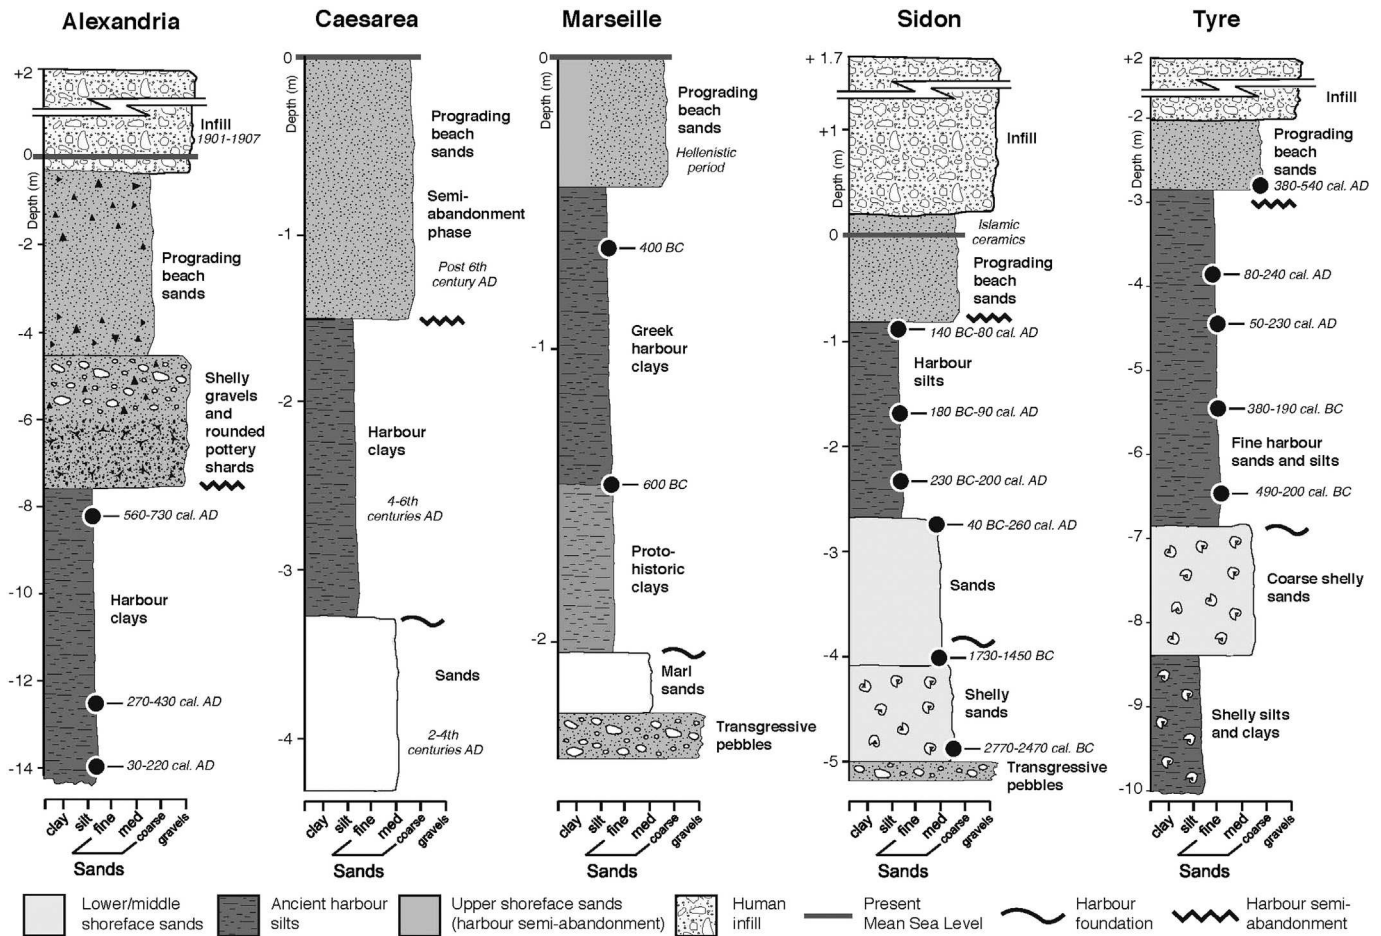 Alexandria
+2
Infill
1901-1907
0
Depth (m)
-2
Prograding
beach
sands
-4
Shelly
gravels
and
rounded
pottery
shards
-6
-8
560-730 cal. AD
-10
Harbour
clays
-12
270-430 cal. AD
30-220 cal. AD
-14
clay
silt
fine
med
coarse
gravels
Sands
Caesarea
0
Depth (m)
Prograding
beach
sands
Semi-
abandonment
phase
-1
Post 6th
century AD
-2
Harbour
clays
4-6th
centuries AD
-3
Sands
2-4th
centuries AD
-4
clay
silt
fine
med
coarse
gravels
Sands
Marseille
0
Depth (m)
Prograding
beach
sands
Hellenistic
period
400 BC
-1
Greek
harbour
clays
600 BC
Proto-
historic
clays
-2
Marl
sands
Transgressive
pebbles
clay
silt
fine
med
coarse
gravels
Sands
Sidon
+ 1.7
+1
Infill
Depth (m)
Islamic
ceramics
0
Prograding
beach
sands
140 BC-80 cal. AD
-1
Harbour
silts
180 BC-90 cal. AD
-2
230 BC-200 cal. AD
40 BC-260 cal. AD
-3
Sands
-4
1730-1450 BC
Shelly
sands
2770-2470 cal. BC
-5
Transgressive
pebbles
clay
silt
fine
med
coarse
gravels
Sands
Tyre
+2
Infill
-2
Prograding
beach
sands
Depth (m)
380-540 cal. AD
-3
80-240 cal. AD
-4
50-230 cal. AD
-5
380-190 cal. BC
Fine harbour
sands and silts
-6
490-200 cal. BC
-7
Coarse shelly
sands
-8
-9
Shelly silts
and clays
-10
clay
silt
fine
med
coarse
gravels
Sands
Lower/middle
shoreface sands
Ancient harbour
silts
Upper shoreface sands
(harbour semi-abandonment)
Human
infill
Present
Mean Sea Level
Harbour
foundation
Harbour semi-
abandonment